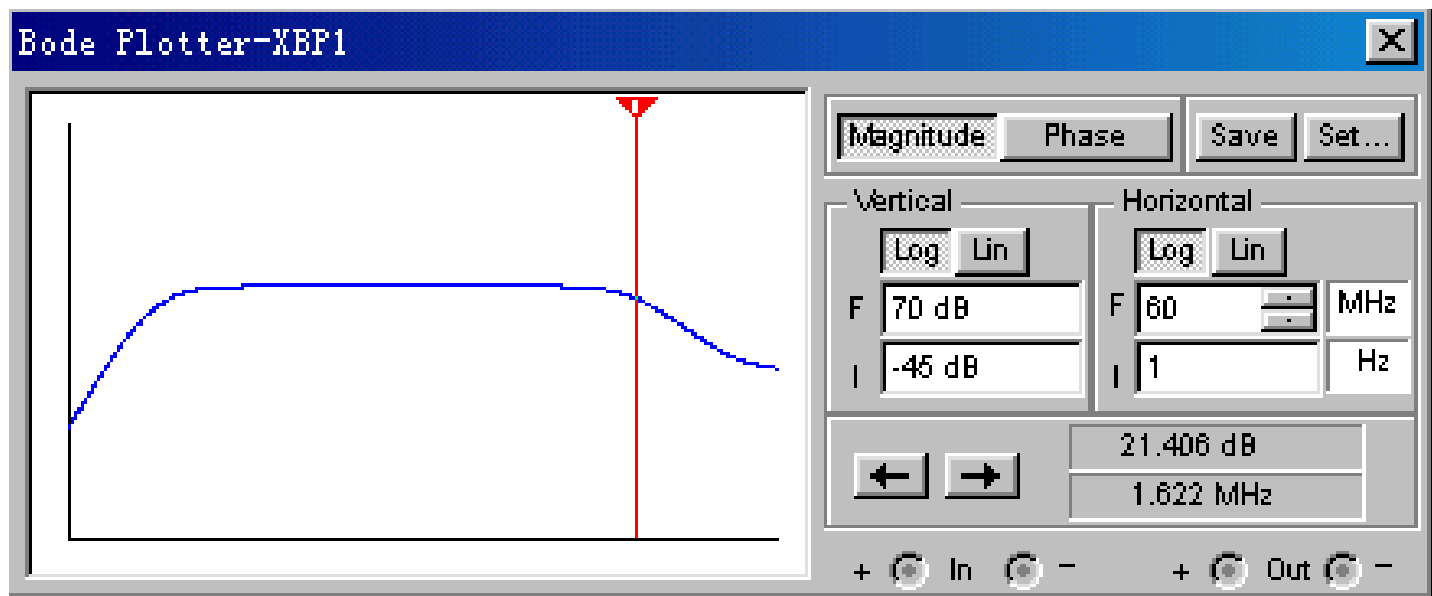 Bode Plotter-XBP1
Magnitude Phase Save Set...
Vertical Horizontal
Log Lin Log Lin
F 70 dB F 60 MHz
I -45 dB I 1 Hz
21.406 dB
1.622 MHz
+ In - + Out -